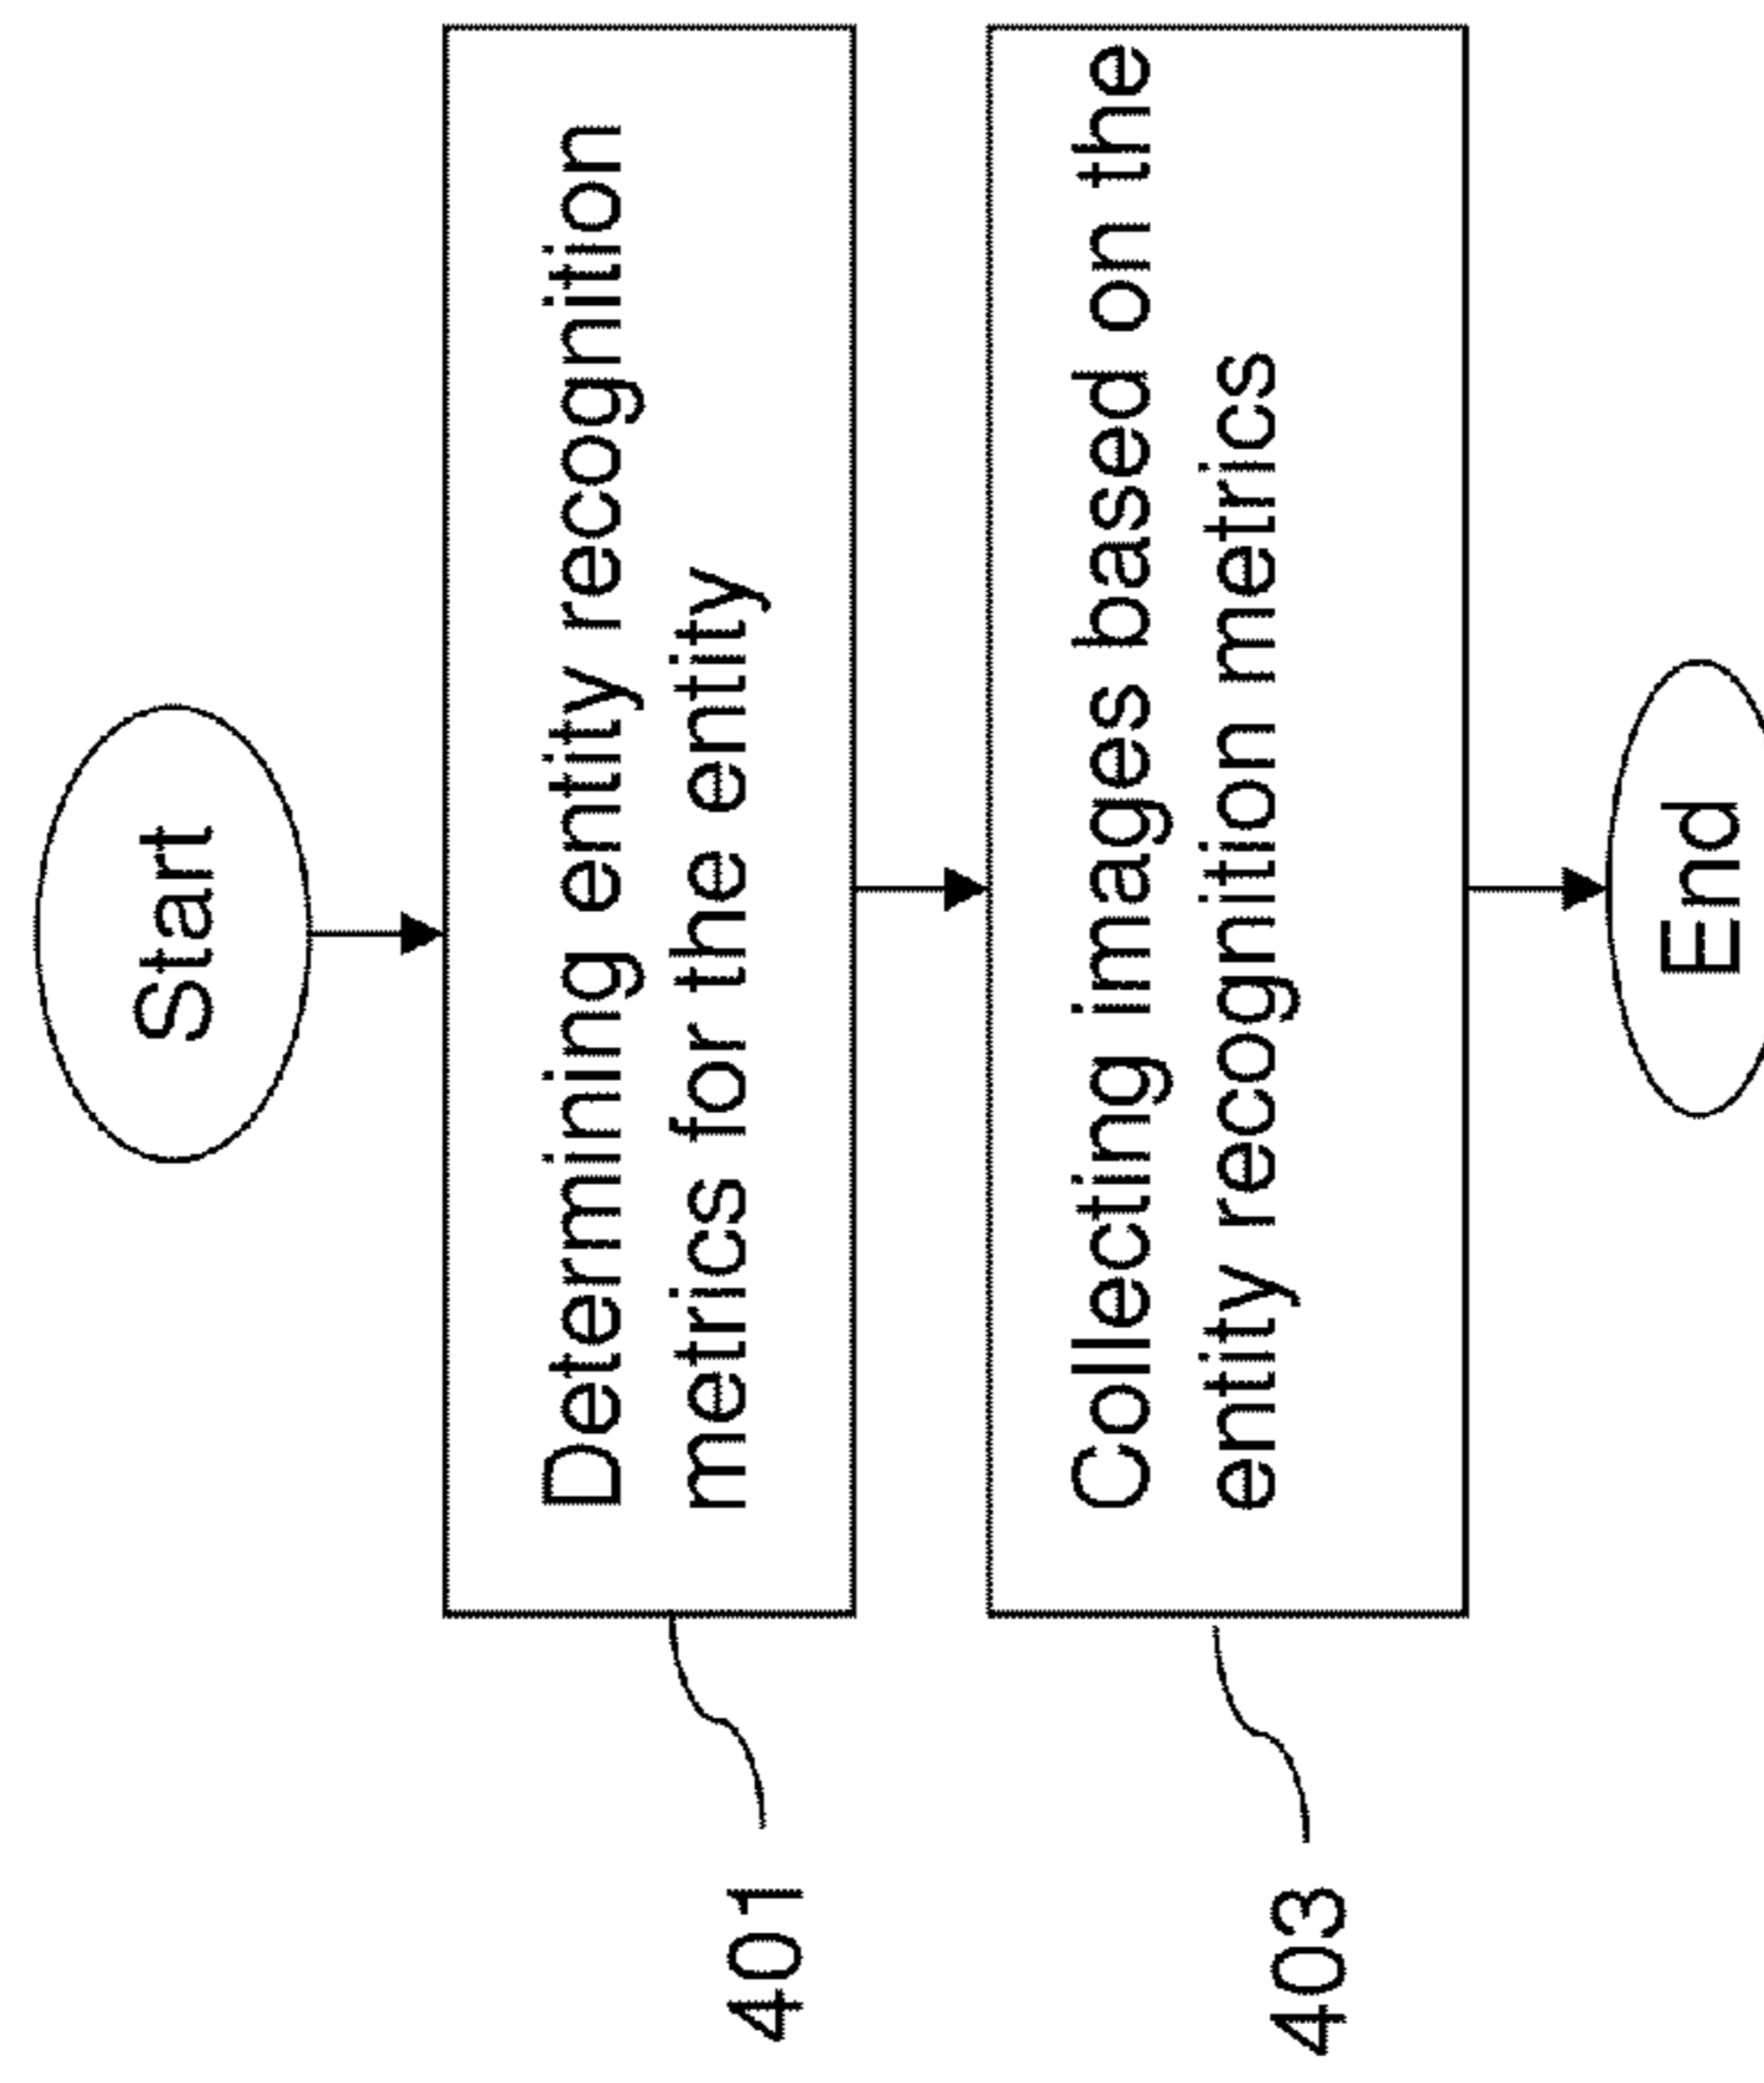 Start
Determining entity recognition
metrics for the entity
401
Collecting images based on the
entity recognition metrics
403
End